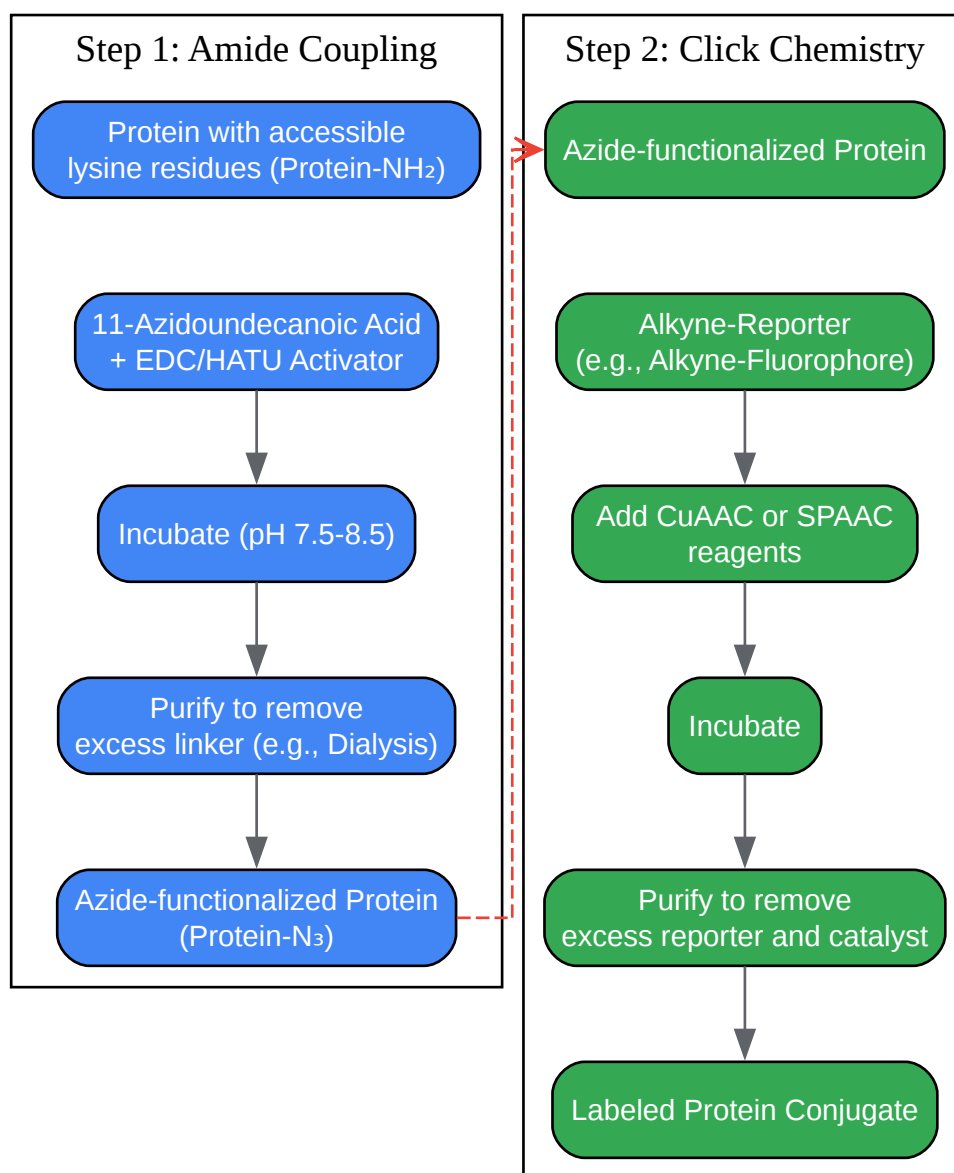 Step 1: Amide Coupling
Protein with accessible
lysine residues (Protein-NH₂)
11-Azidoundecanoic Acid
+ EDC/HATU Activator
Incubate (pH 7.5-8.5)
Purify to remove
excess linker (e.g., Dialysis)
Azide-functionalized Protein
(Protein-N₃)
Step 2: Click Chemistry
Azide-functionalized Protein
Alkyne-Reporter
(e.g., Alkyne-Fluorophore)
Add CuAAC or SPAAC
reagents
Incubate
Purify to remove
excess reporter and catalyst
Labeled Protein Conjugate